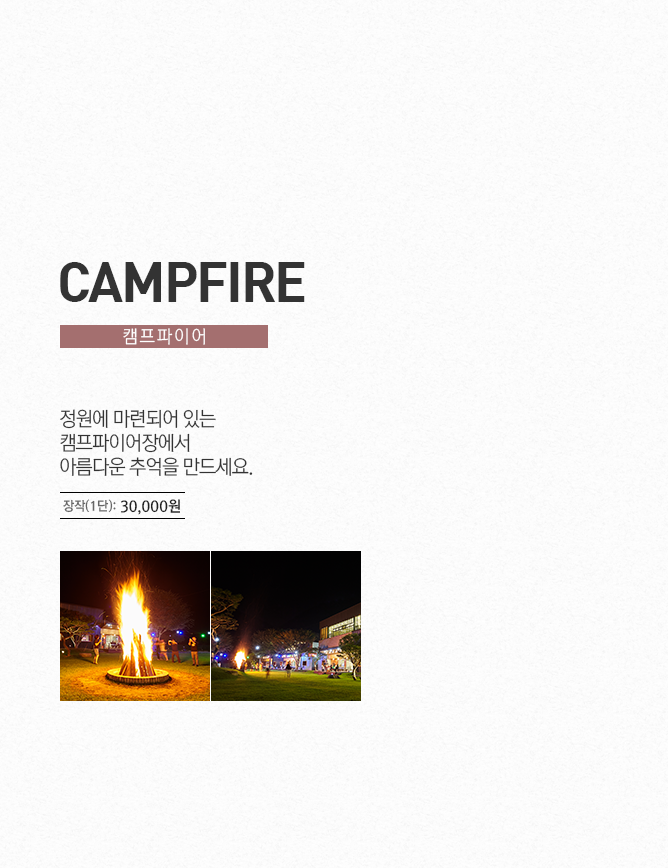 CAMPFIRE
캠프파이어
정원에 마련되어 있는
캠프파이어장에서
아름다운 추억을 만드세요.
장작(1단): 30,000원